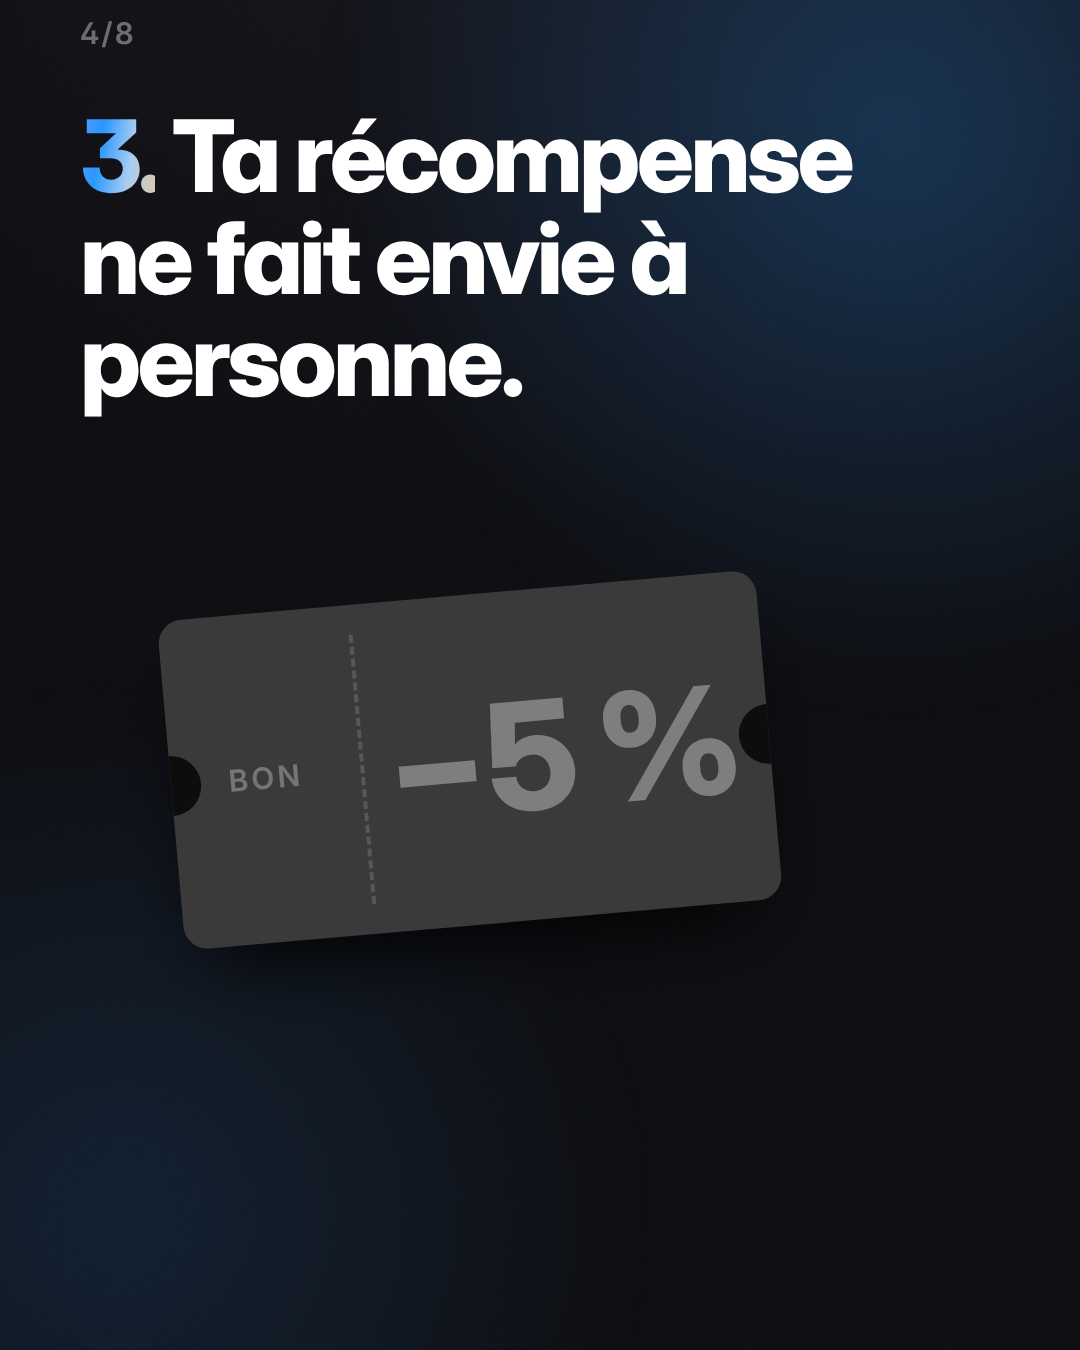 4/8
3. Ta récompense
ne fait envie à
personne.
BON
–5 %